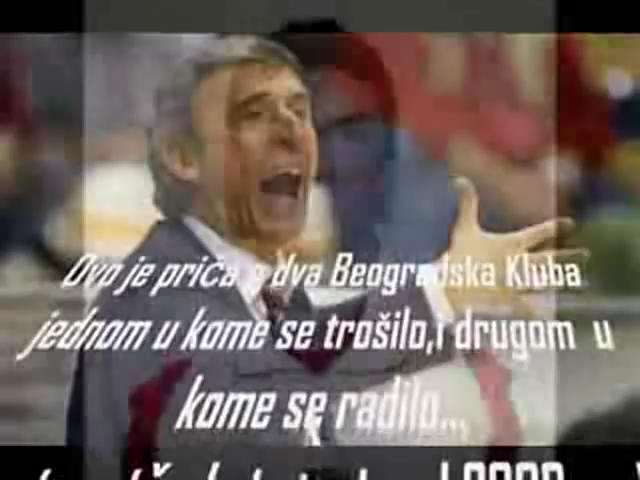 Ovo je priča o dva Beogradska Kluba
jednom u kome se trošilo,i drugom u
kome se radilo...